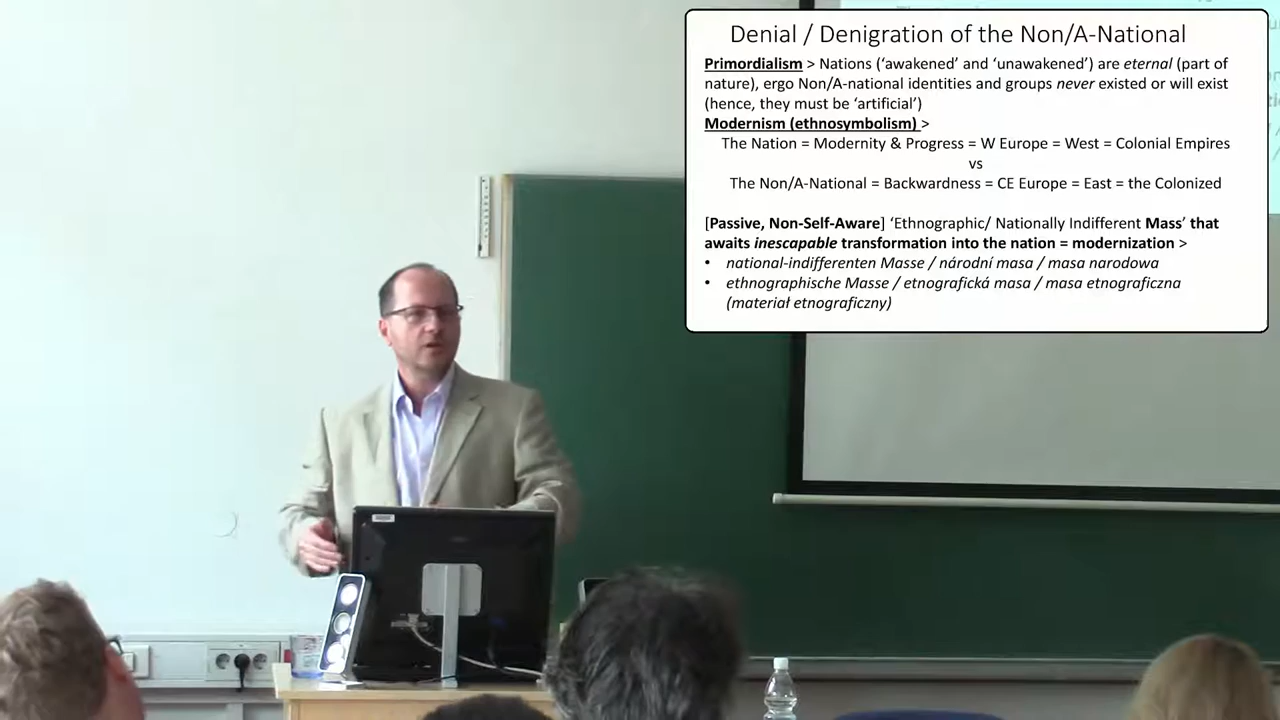 Denial / Denigration of the Non/A-National
Primordialism > Nations (‘awakened’ and ‘unawakened’) are eternal (part of
nature), ergo Non/A-national identities and groups never existed or will exist
(hence, they must be ‘artificial’)
Modernism (ethnosymbolism) >
The Nation = Modernity & Progress = W Europe = West = Colonial Empires
vs
The Non/A-National = Backwardness = CE Europe = East = the Colonized
[Passive, Non-Self-Aware] ‘Ethnographic/ Nationally Indifferent Mass’ that
awaits inescapable transformation into the nation = modernization >
• national-indifferenten Masse / národní masa / masa narodowa
• ethnographische Masse / etnografická masa / masa etnograficzna
(materiał etnograficzny)